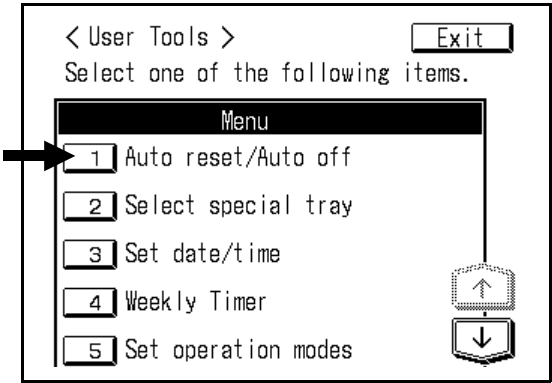 < User Tools > Exit
Select one of the following items.
Menu
1 Auto reset/Auto off
2 Select special tray
3 Set date/time
4 Weekly Timer
5 Set operation modes